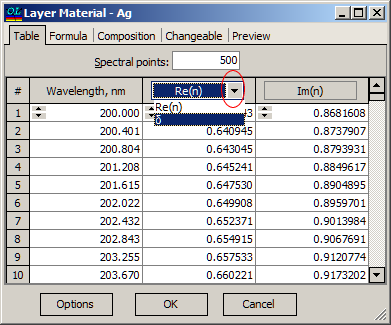 OL Layer Material - Ag
Table Formula Composition Changeable Preview
Spectral points: 500
# Wavelength, nm Re(n) Im(n)
Re(n)
δ
1 200.000 93 0.8681608
2 200.401 0.640945 0.8737907
3 200.804 0.643045 0.8793931
4 201.208 0.645241 0.8849617
5 201.615 0.647530 0.8904895
6 202.022 0.649908 0.8959701
7 202.432 0.652371 0.9013984
8 202.843 0.654915 0.9067691
9 203.255 0.657533 0.9120774
10 203.670 0.660221 0.9173202
Options OK Cancel